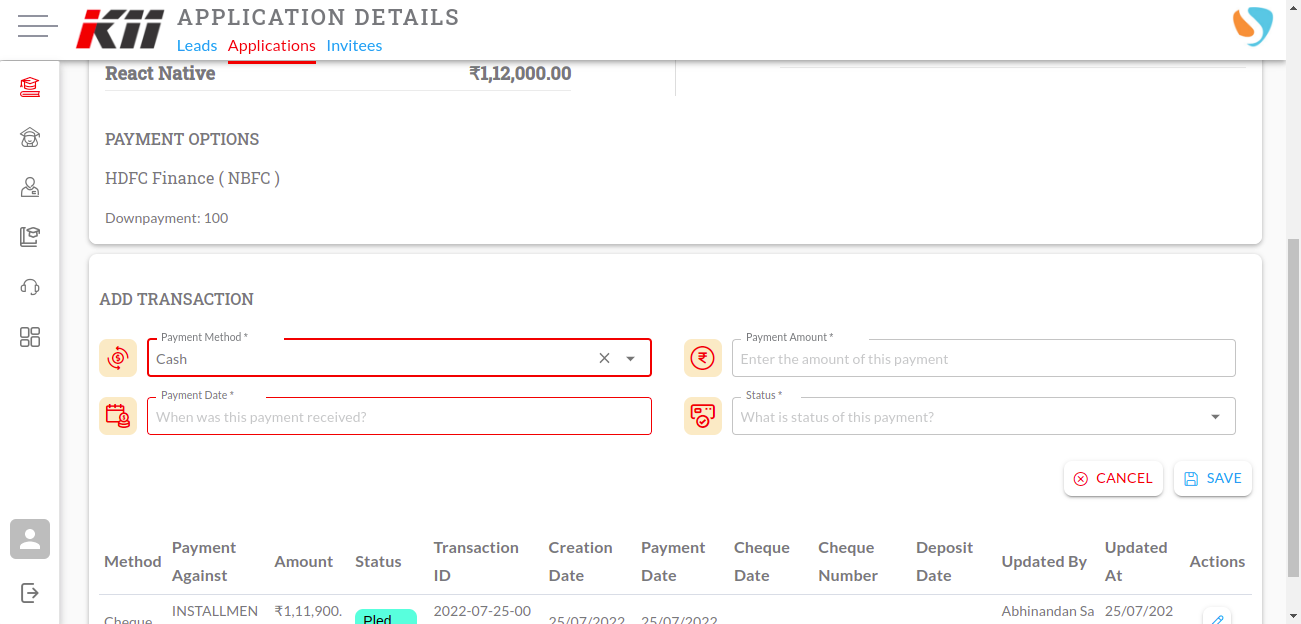 K11
APPLICATION DETAILS
Leads Applications Invitees
React Native ₹1,12,000.00
PAYMENT OPTIONS
HDFC Finance ( NBFC )
Downpayment: 100
ADD TRANSACTION
Payment Method * Payment Amount *
Cash Enter the amount of this payment
Payment Date * Status *
When was this payment received? What is status of this payment?
CANCEL SAVE
Method Payment Against Amount Status Transaction ID Creation Date Payment Date Cheque Date Cheque Number Deposit Date Updated By Updated At Actions
Cheque INSTALLMEN ₹1,11,900. Pled 2022-07-25-00 25/07/2022 25/07/2022 Abhinandan Sa 25/07/202